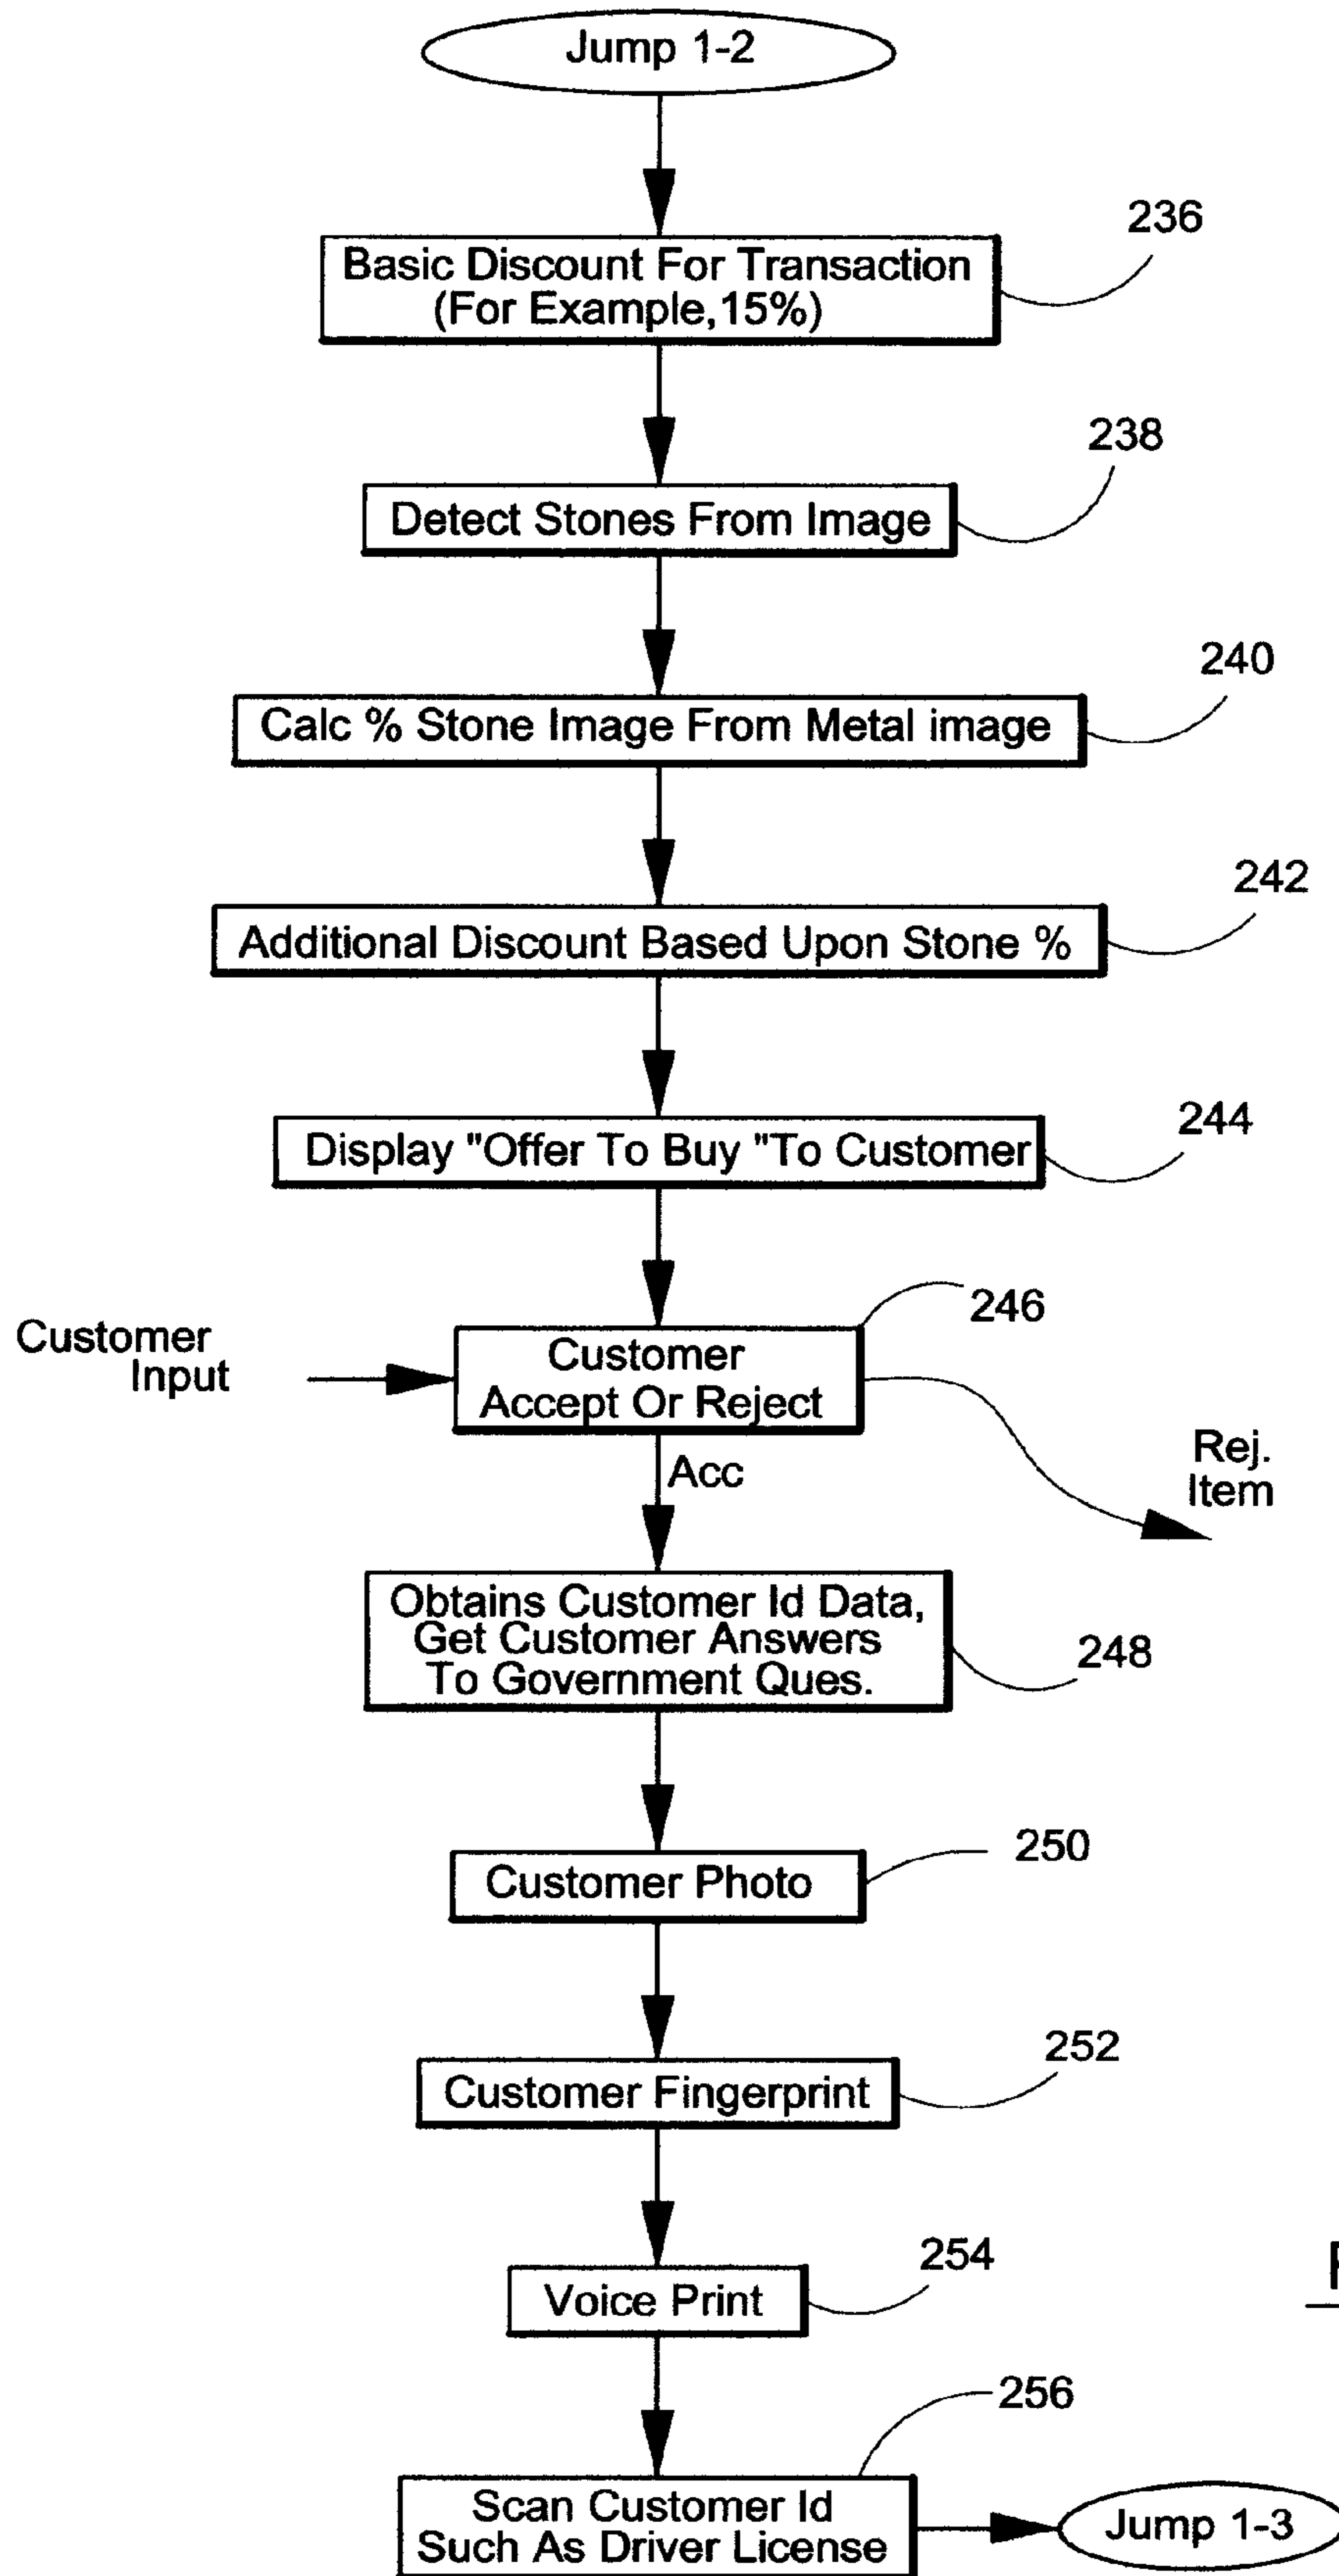 Jump 1-2
236
Basic Discount For Transaction
(For Example,15%)
238
Detect Stones From Image
240
Calc % Stone Image From Metal image
242
Additional Discount Based Upon Stone %
244
Display "Offer To Buy "To Customer
246
Customer
Input
Customer
Accept Or Reject
Rej.
Item
Acc
Obtains Customer Id Data,
Get Customer Answers
To Government Ques.
248
250
Customer Photo
252
Customer Fingerprint
254
Voice Print
256
Scan Customer Id
Such As Driver License
Jump 1-3